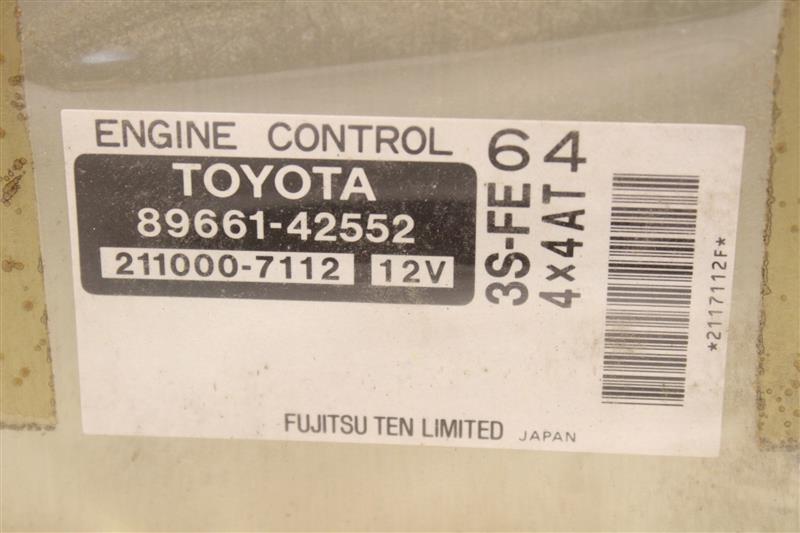 ENGINE CONTROL
TOYOTA
89661-42552
211000-7112 12V
64
3S-FE
4x4AT
*2117112F*
FUJITSU TEN LIMITED JAPAN